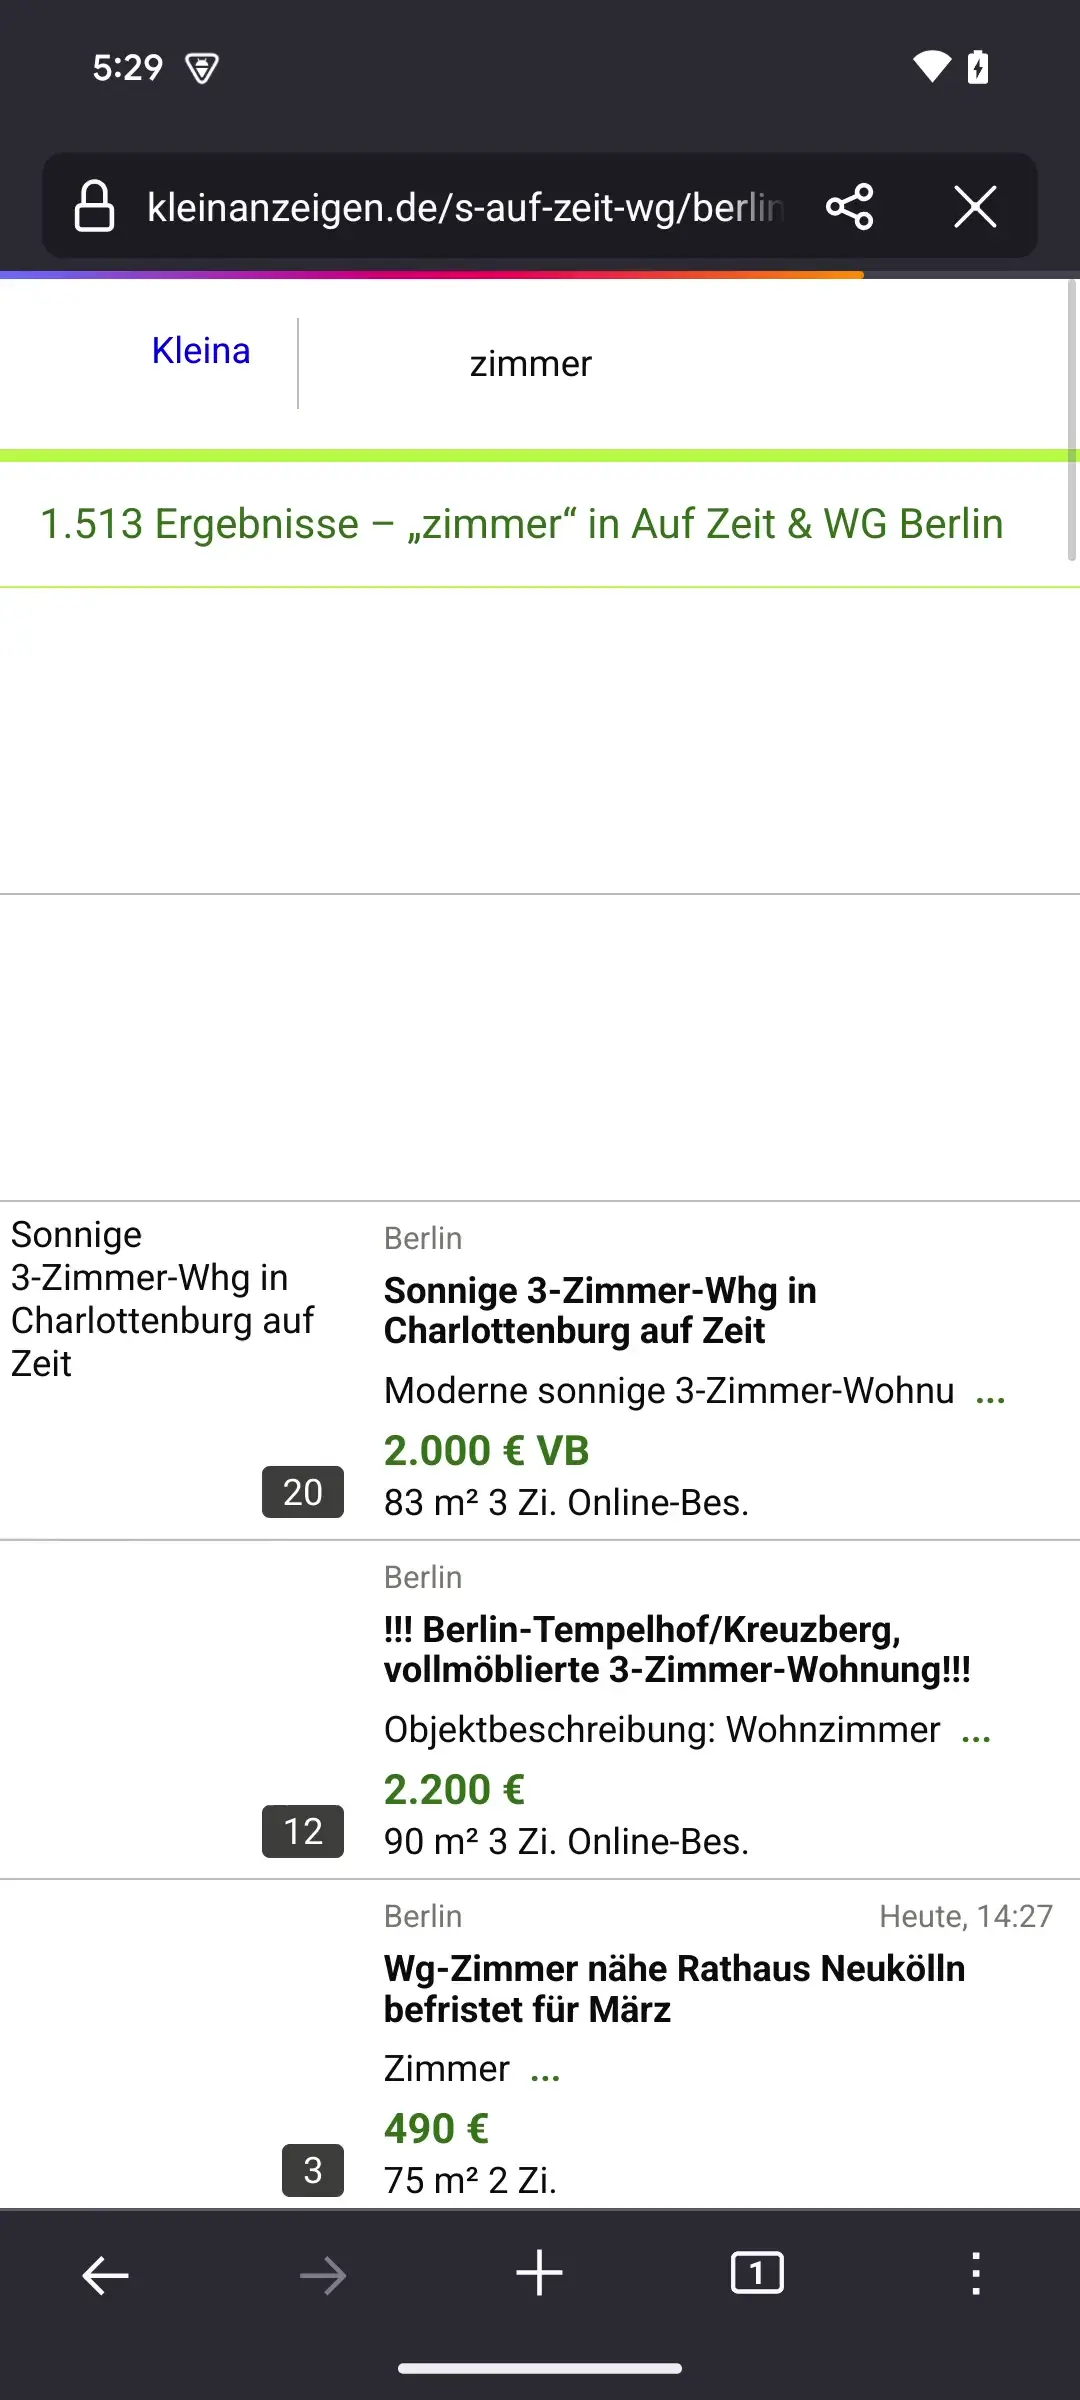 5:29
kleinanzeigen.de/s-auf-zeit-wg/berlin
Kleina
zimmer
1.513 Ergebnisse – „zimmer“ in Auf Zeit & WG Berlin
Sonnige
3-Zimmer-Whg in
Charlottenburg auf
Zeit
20
Berlin
Sonnige 3-Zimmer-Whg in
Charlottenburg auf Zeit
Moderne sonnige 3-Zimmer-Wohnu ...
2.000 € VB
83 m² 3 Zi. Online-Bes.
12
Berlin
!!! Berlin-Tempelhof/Kreuzberg,
vollmöblierte 3-Zimmer-Wohnung!!!
Objektbeschreibung: Wohnzimmer ...
2.200 €
90 m² 3 Zi. Online-Bes.
3
Berlin Heute, 14:27
Wg-Zimmer nähe Rathaus Neukölln
befristet für März
Zimmer ...
490 €
75 m² 2 Zi.
1